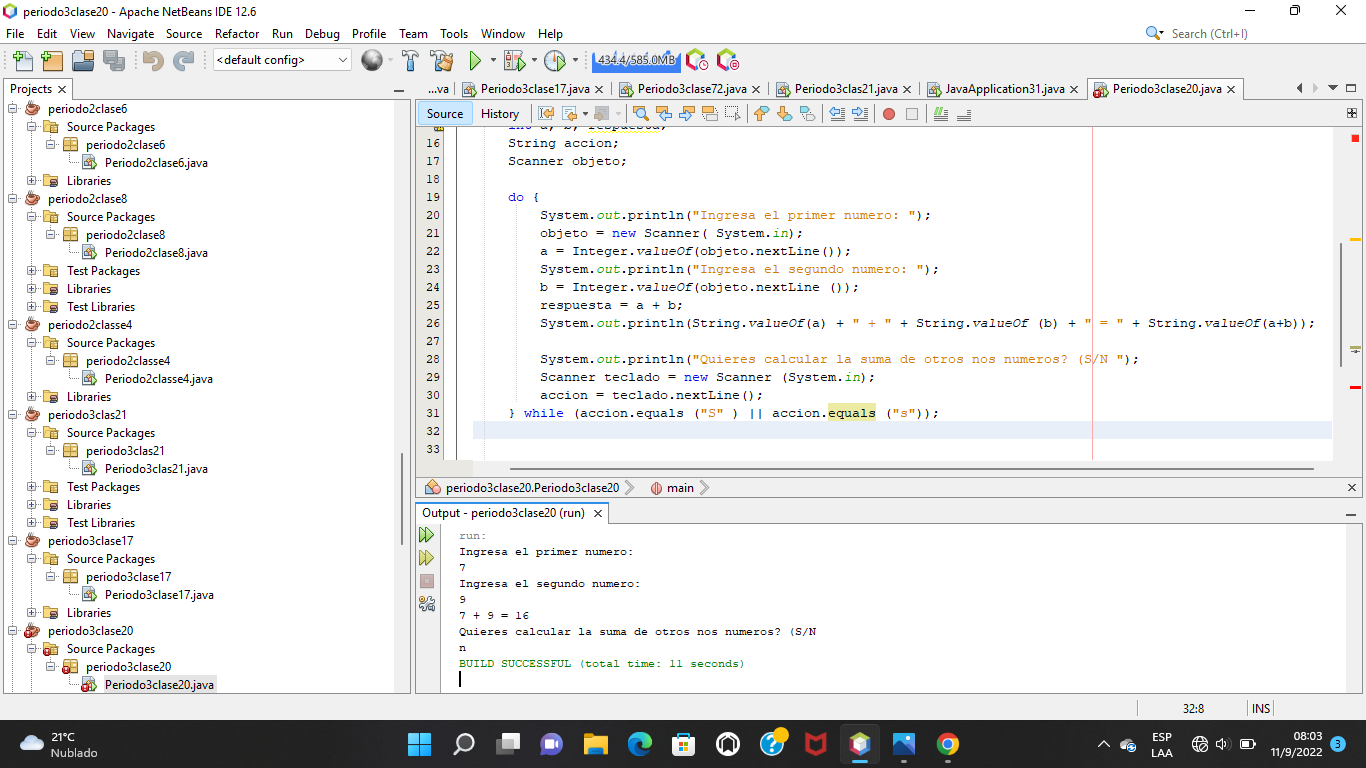 periodo3clase20 - Apache NetBeans IDE 12.6
File Edit View Navigate Source Refactor Run Debug Profile Team Tools Window Help
Search (Ctrl+I)
<default config>
434.4/585.0MB
Projects
...va Periodo3clase17.java Periodo3clase72.java Periodo3clas21.java JavaApplication31.java Periodo3clase20.java
Source History
periodo2clase6
Source Packages
periodo2clase6
Periodo2clase6.java
Libraries
periodo2clase8
Source Packages
periodo2clase8
Periodo2clase8.java
Test Packages
Libraries
Test Libraries
periodo2classe4
Source Packages
periodo2classe4
Periodo2classe4.java
Libraries
periodo3clas21
Source Packages
periodo3clas21
Periodo3clas21.java
Test Packages
Libraries
Test Libraries
periodo3clase17
Source Packages
periodo3clase17
Periodo3clase17.java
Libraries
periodo3clase20
Source Packages
periodo3clase20
Periodo3clase20.java
int a, b, respuesta;
16 String accion;
17 Scanner objeto;
18
19 do {
20 System.out.println("Ingresa el primer numero: ");
21 objeto = new Scanner( System.in);
22 a = Integer.valueOf(objeto.nextLine());
23 System.out.println("Ingresa el segundo numero: ");
24 b = Integer.valueOf(objeto.nextLine ());
25 respuesta = a + b;
26 System.out.println(String.valueOf(a) + " + " + String.valueOf (b) + " = " + String.valueOf(a+b));
27
28 System.out.println("Quieres calcular la suma de otros nos numeros? (S/N ");
29 Scanner teclado = new Scanner (System.in);
30 accion = teclado.nextLine();
31 } while (accion.equals ("S" ) || accion.equals ("s"));
32
33
periodo3clase20.Periodo3clase20 main
Output - periodo3clase20 (run)
run:
Ingresa el primer numero:
7
Ingresa el segundo numero:
9
7 + 9 = 16
Quieres calcular la suma de otros nos numeros? (S/N
n
BUILD SUCCESSFUL (total time: 11 seconds)
32:8 INS
21°C
Nublado
ESP
LAA
08:03
11/9/2022
3